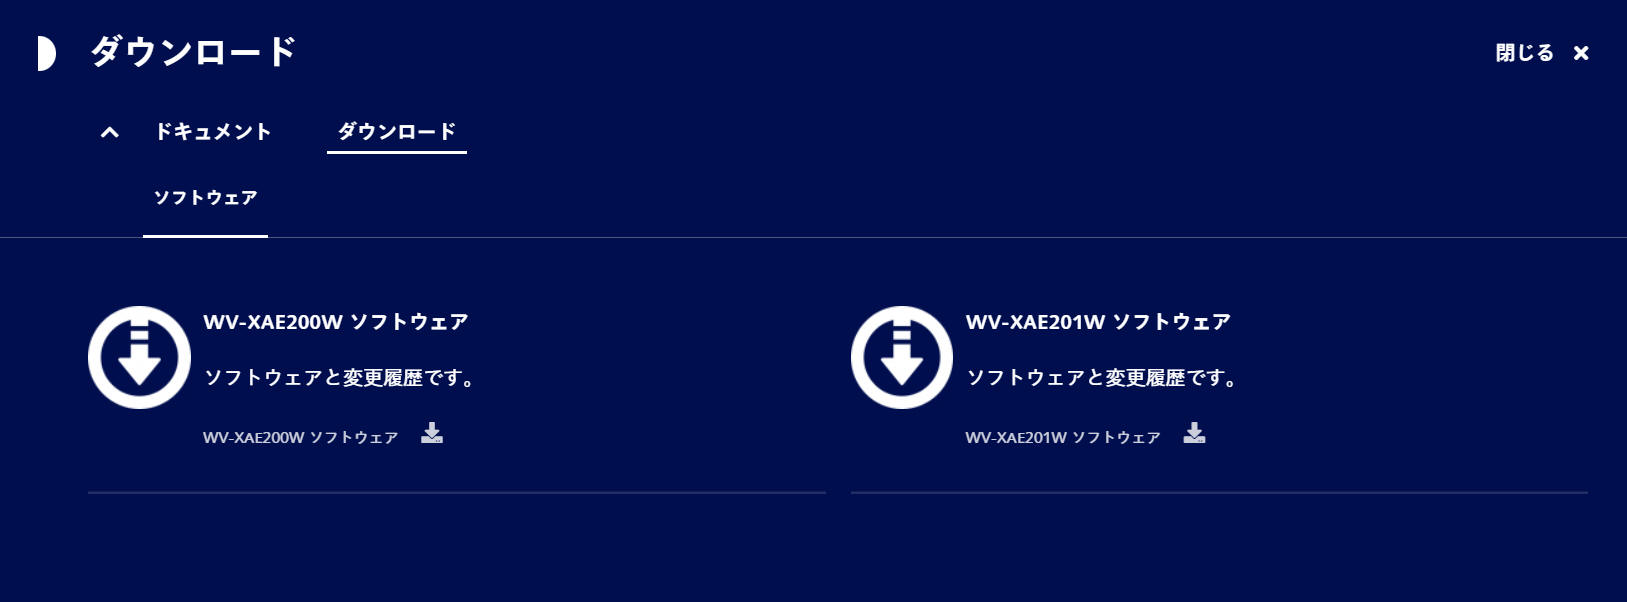 ダウンロード
閉じる
ドキュメント ダウンロード
ソフトウェア
WV-XAE200W ソフトウェア
ソフトウェアと変更履歴です。
WV-XAE200W ソフトウェア
WV-XAE201W ソフトウェア
ソフトウェアと変更履歴です。
WV-XAE201W ソフトウェア